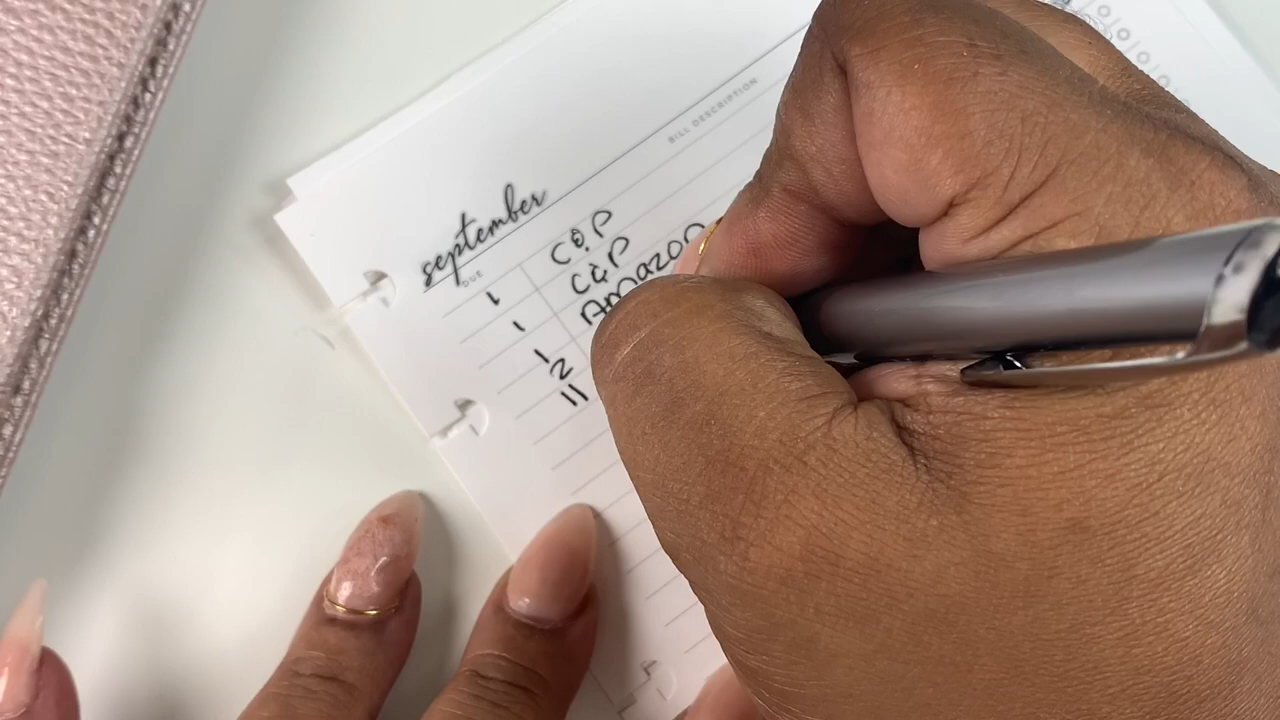 september
DUE BILL DESCRIPTION
1 C&P
1 C&P
1 Amazon
2
11